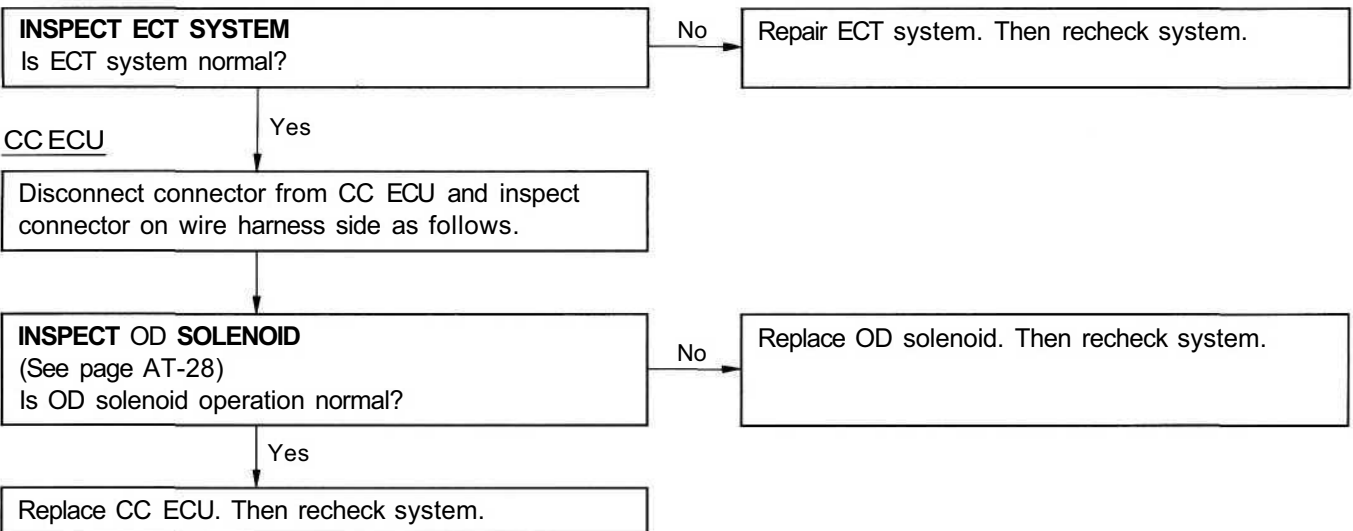 INSPECT ECT SYSTEM
Is ECT system normal?
No
Repair ECT system. Then recheck system.
Yes
CC ECU
Disconnect connector from CC ECU and inspect
connector on wire harness side as follows.
INSPECT OD SOLENOID
(See page AT-28)
Is OD solenoid operation normal?
No
Replace OD solenoid. Then recheck system.
Yes
Replace CC ECU. Then recheck system.